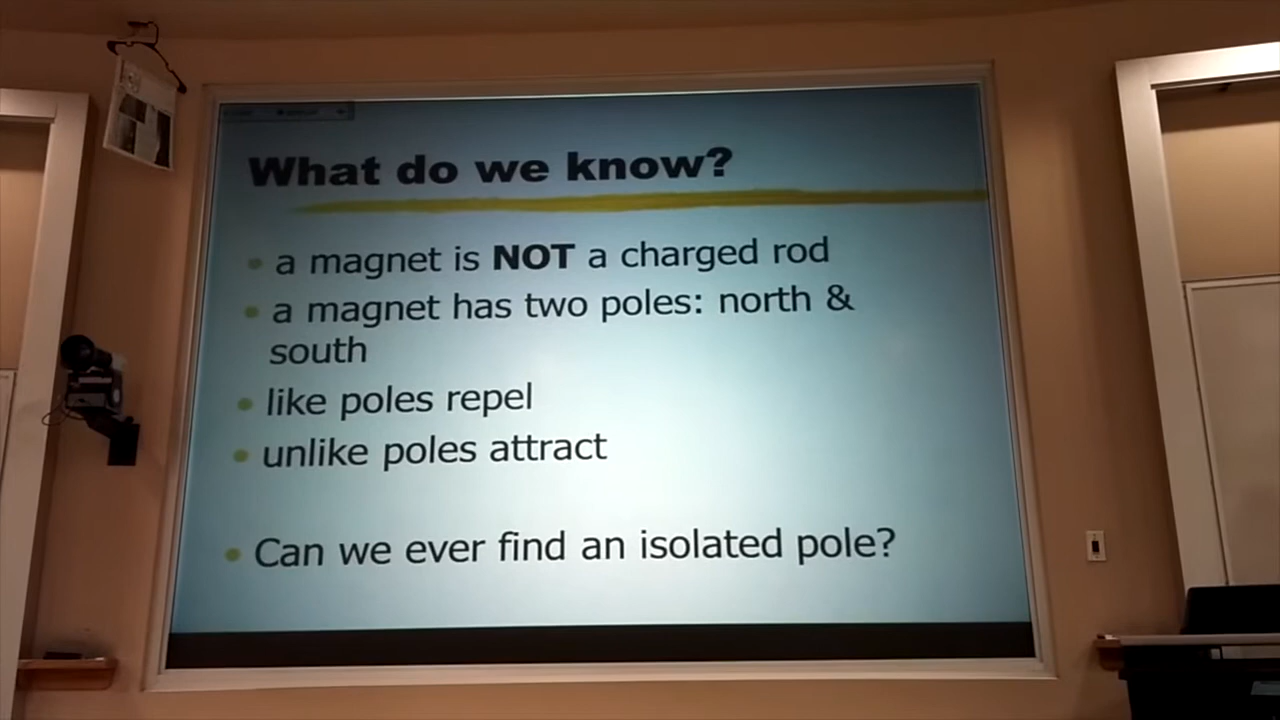 What do we know?
a magnet is NOT a charged rod
a magnet has two poles: north &
south
like poles repel
unlike poles attract
Can we ever find an isolated pole?